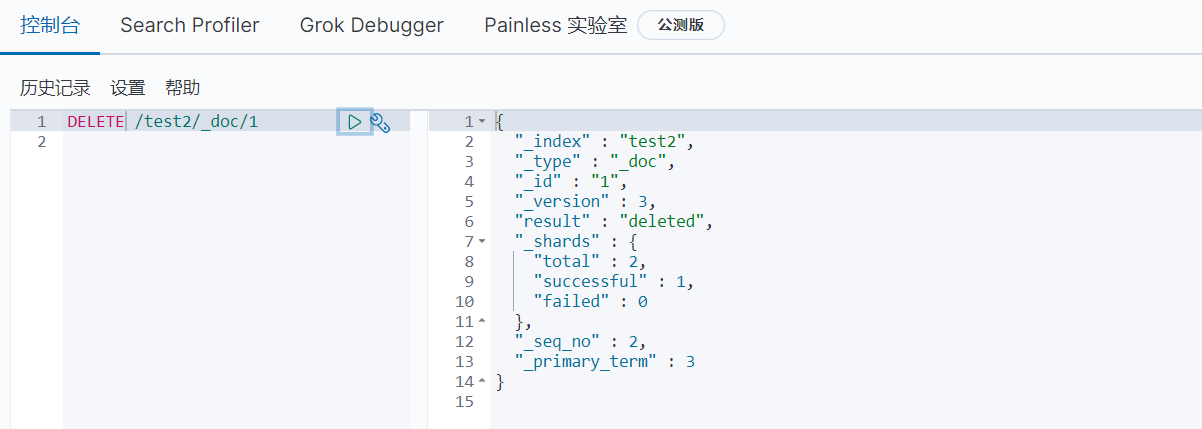 控制台 Search Profiler Grok Debugger Painless 实验室 公测版
历史记录 设置 帮助
1 DELETE /test2/_doc/1
2
1 {
2 "_index" : "test2",
3 "_type" : "_doc",
4 "_id" : "1",
5 "_version" : 3,
6 "result" : "deleted",
7 "_shards" : {
8 "total" : 2,
9 "successful" : 1,
10 "failed" : 0
11 },
12 "_seq_no" : 2,
13 "_primary_term" : 3
14 }
15